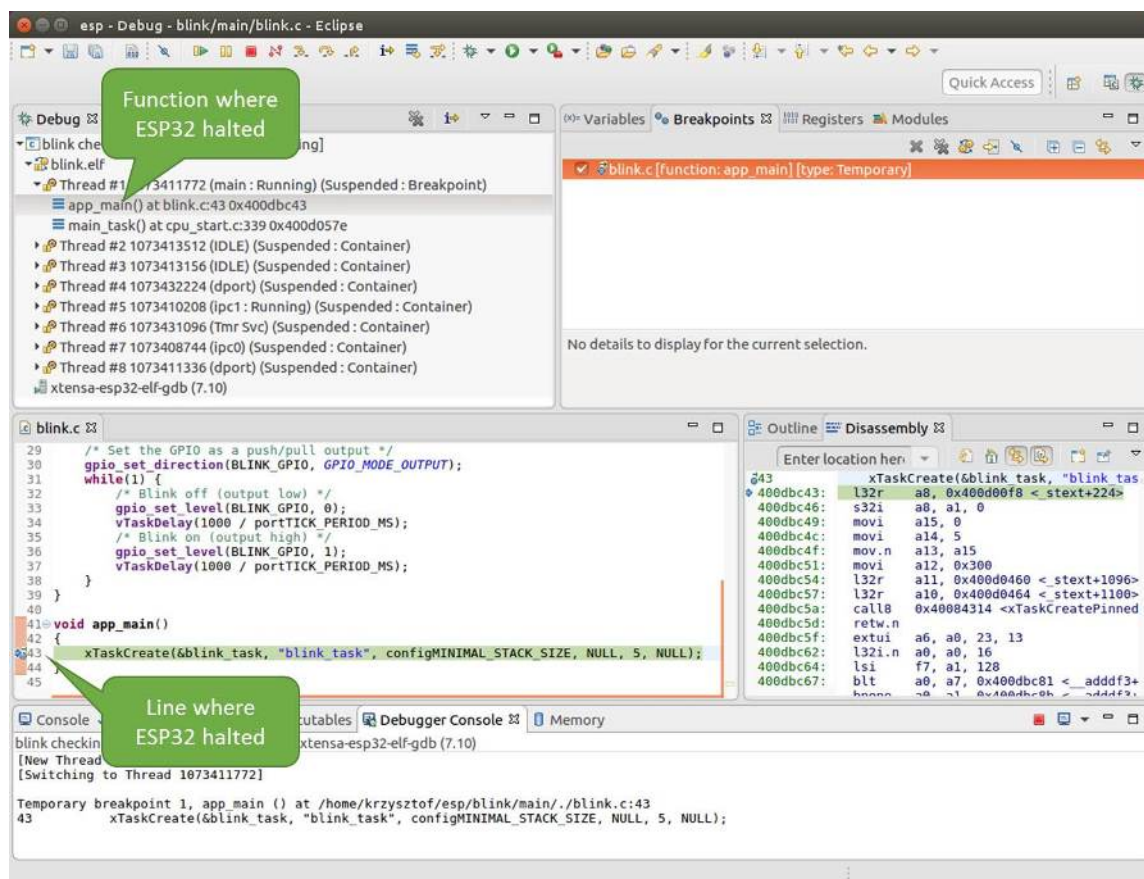 esp - Debug - blink/main/blink.c - Eclipse
Quick Access
Function where
ESP32 halted
Debug
blink che
ing]
blink.elf
Thread #1 1073411772 (main : Running) (Suspended : Breakpoint)
app_main() at blink.c:43 0x400dbc43
main_task() at cpu_start.c:339 0x400d057e
Thread #2 1073413512 (IDLE) (Suspended : Container)
Thread #3 1073413156 (IDLE) (Suspended : Container)
Thread #4 1073432224 (dport) (Suspended : Container)
Thread #5 1073410208 (ipc1 : Running) (Suspended : Container)
Thread #6 1073431096 (Tmr Svc) (Suspended : Container)
Thread #7 1073408744 (ipc0) (Suspended : Container)
Thread #8 1073411336 (dport) (Suspended : Container)
xtensa-esp32-elf-gdb (7.10)
(x)= Variables Breakpoints Registers Modules
blink.c [function: app_main] [type: Temporary]
No details to display for the current selection.
blink.c
29 /* Set the GPIO as a push/pull output */
30 gpio_set_direction(BLINK_GPIO, GPIO_MODE_OUTPUT);
31 while(1) {
32 /* Blink off (output low) */
33 gpio_set_level(BLINK_GPIO, 0);
34 vTaskDelay(1000 / portTICK_PERIOD_MS);
35 /* Blink on (output high) */
36 gpio_set_level(BLINK_GPIO, 1);
37 vTaskDelay(1000 / portTICK_PERIOD_MS);
38 }
39 }
40
41 void app_main()
42 {
43 xTaskCreate(&blink_task, "blink_task", configMINIMAL_STACK_SIZE, NULL, 5, NULL);
44
45
Line where
ESP32 halted
Outline Disassembly
Enter location her
43 xTaskCreate(&blink_task, "blink_tas
400dbc43: l32r a8, 0x400d00f8 <_stext+224>
400dbc46: s32i a8, a1, 0
400dbc49: movi a15, 0
400dbc4c: movi a14, 5
400dbc4f: mov.n a13, a15
400dbc51: movi a12, 0x300
400dbc54: l32r a11, 0x400d0460 <_stext+1096>
400dbc57: l32r a10, 0x400d0464 <_stext+1100>
400dbc5a: call8 0x40084314 <xTaskCreatePinned
400dbc5d: retw.n
400dbc5f: extui a6, a0, 23, 13
400dbc62: l32i.n a0, a0, 16
400dbc64: lsi f7, a1, 128
400dbc67: blt a0, a7, 0x400dbc81 <__adddf3+
Console cutables Debugger Console Memory
blink checkin xtensa-esp32-elf-gdb (7.10)
[New Thread
[Switching to Thread 1073411772]
Temporary breakpoint 1, app_main () at /home/krzysztof/esp/blink/main/./blink.c:43
43 xTaskCreate(&blink_task, "blink_task", configMINIMAL_STACK_SIZE, NULL, 5, NULL);